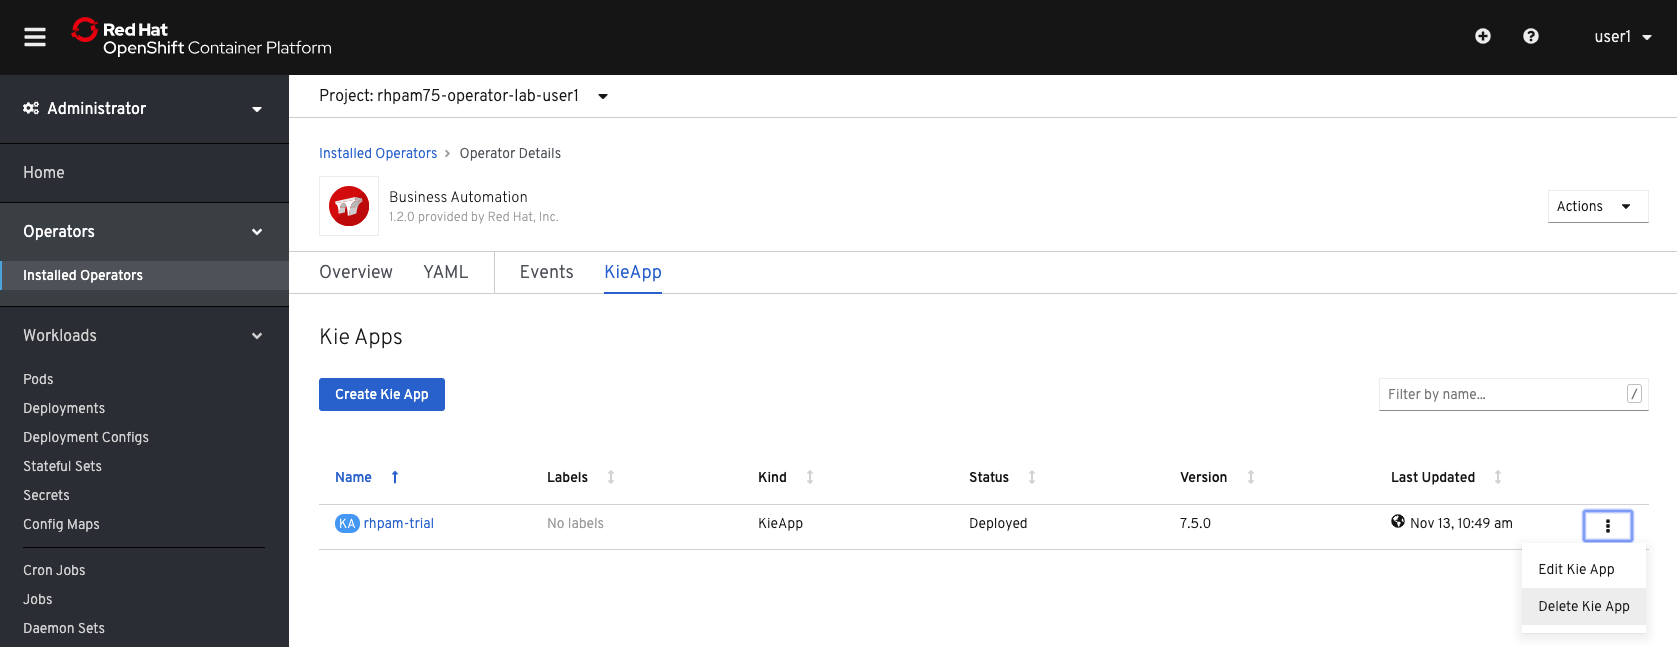 Red Hat
OpenShift Container Platform
user1
Administrator
Home
Operators
Installed Operators
Workloads
Pods
Deployments
Deployment Configs
Stateful Sets
Secrets
Config Maps
Cron Jobs
Jobs
Daemon Sets
Project: rhpam75-operator-lab-user1
Installed Operators > Operator Details
Business Automation
1.2.0 provided by Red Hat, Inc.
Actions
Overview YAML Events KieApp
Kie Apps
Create Kie App
Filter by name... /
Name Labels Kind Status Version Last Updated
KA rhpam-trial No labels KieApp Deployed 7.5.0 Nov 13, 10:49 am
Edit Kie App
Delete Kie App